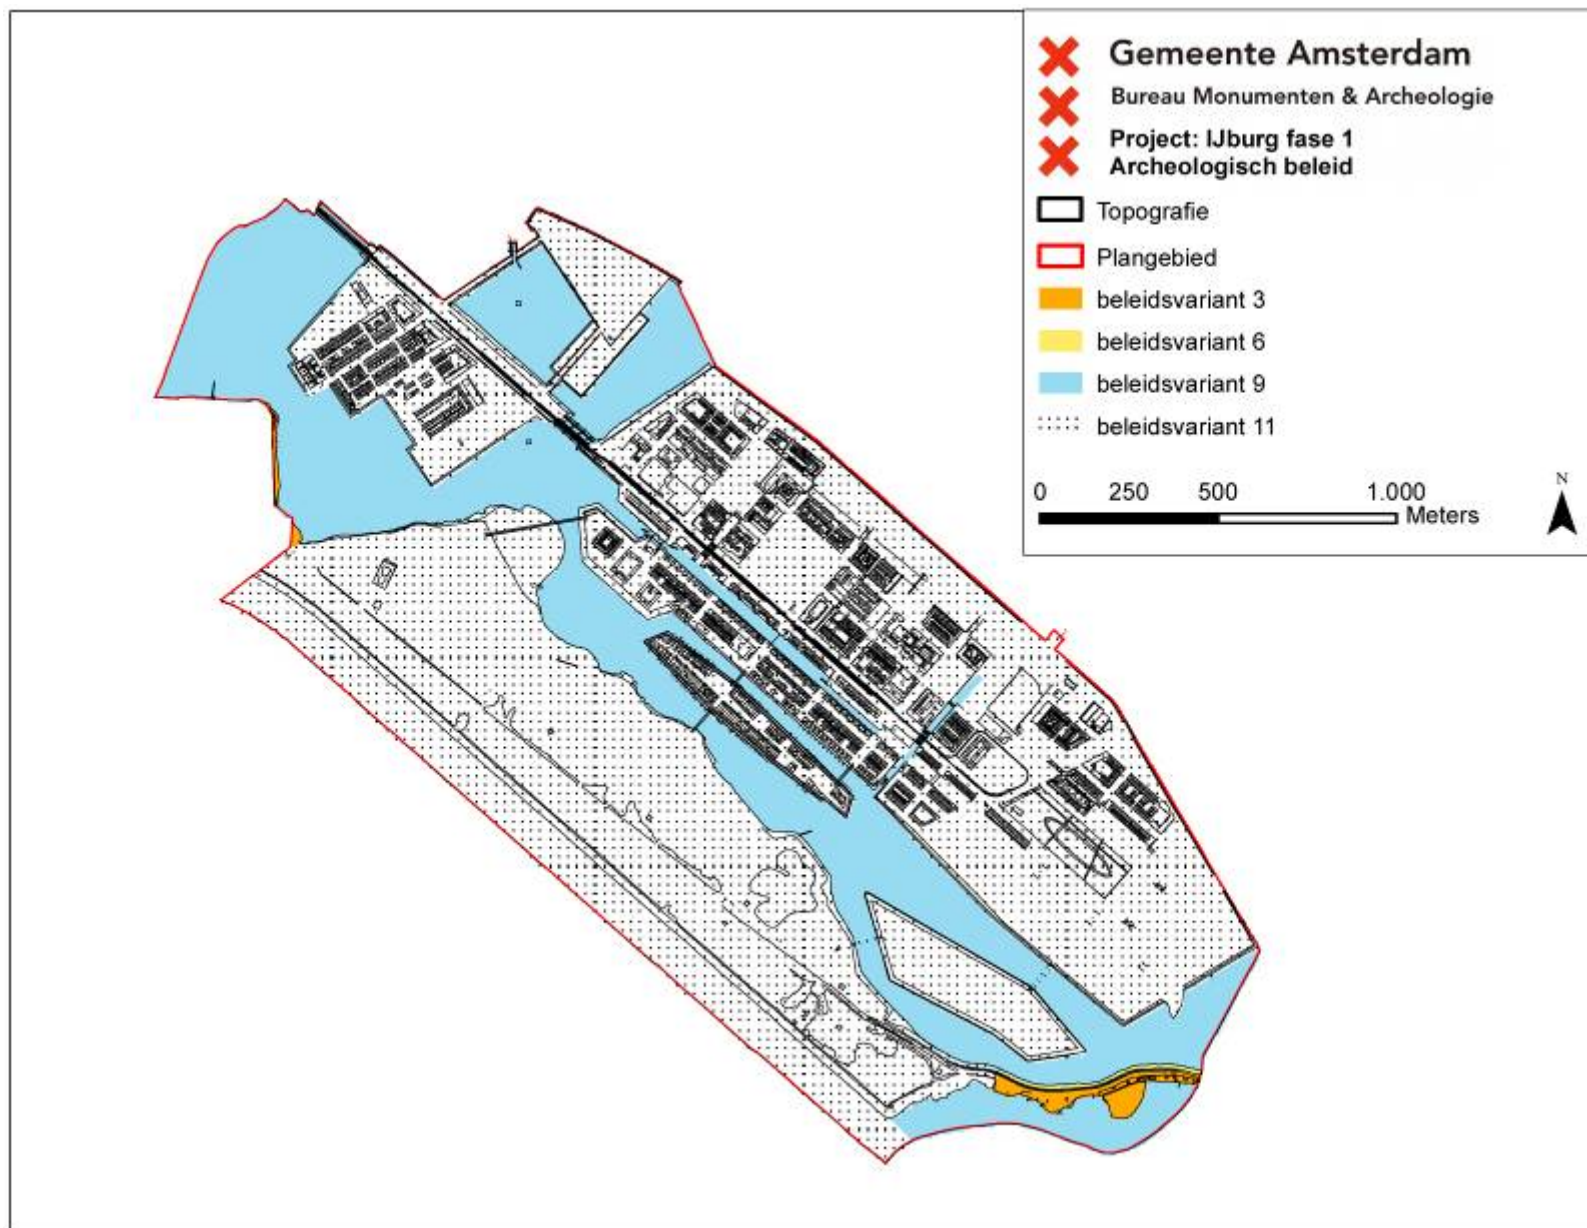 Gemeente Amsterdam
Bureau Monumenten & Archeologie
Project: IJburg fase 1
Archeologisch beleid
Topografie
Plangebied
beleidsvariant 3
beleidsvariant 6
beleidsvariant 9
beleidsvariant 11
0 250 500 1.000
Meters
N